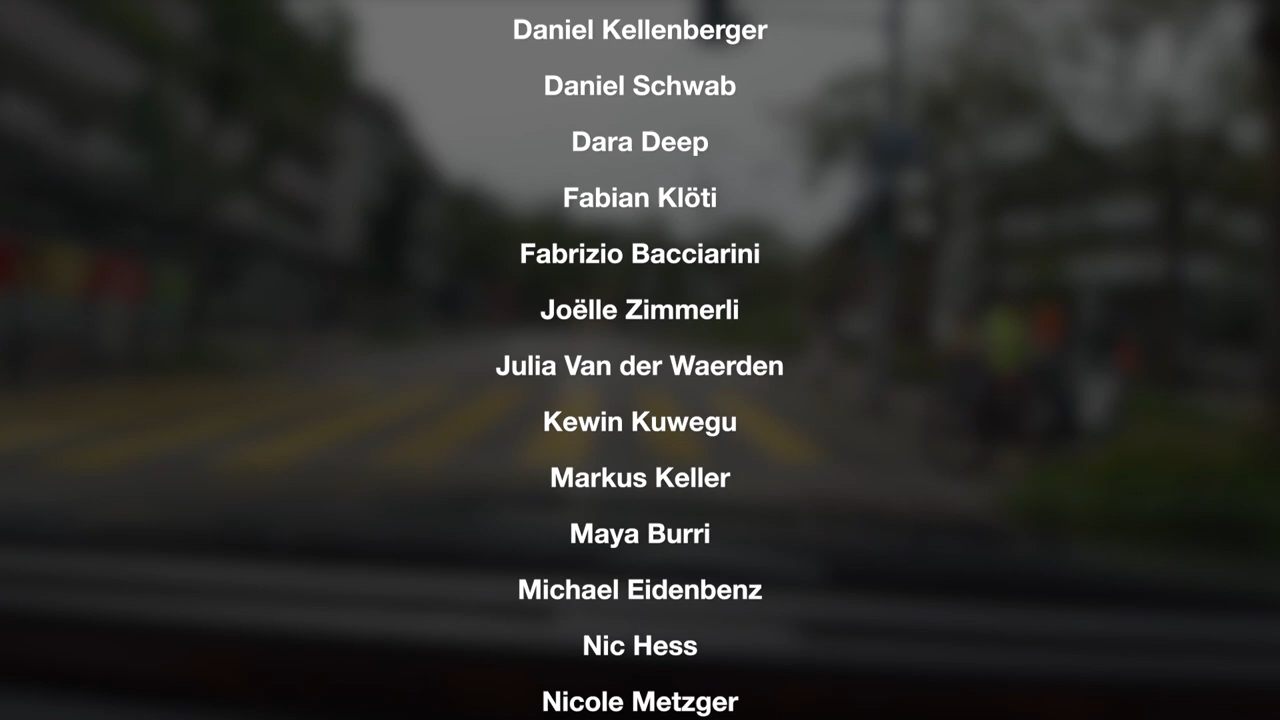 Daniel Kellenberger
Daniel Schwab
Dara Deep
Fabian Klöti
Fabrizio Bacciarini
Joëlle Zimmerli
Julia Van der Waerden
Kewin Kuwegu
Markus Keller
Maya Burri
Michael Eidenbenz
Nic Hess
Nicole Metzger